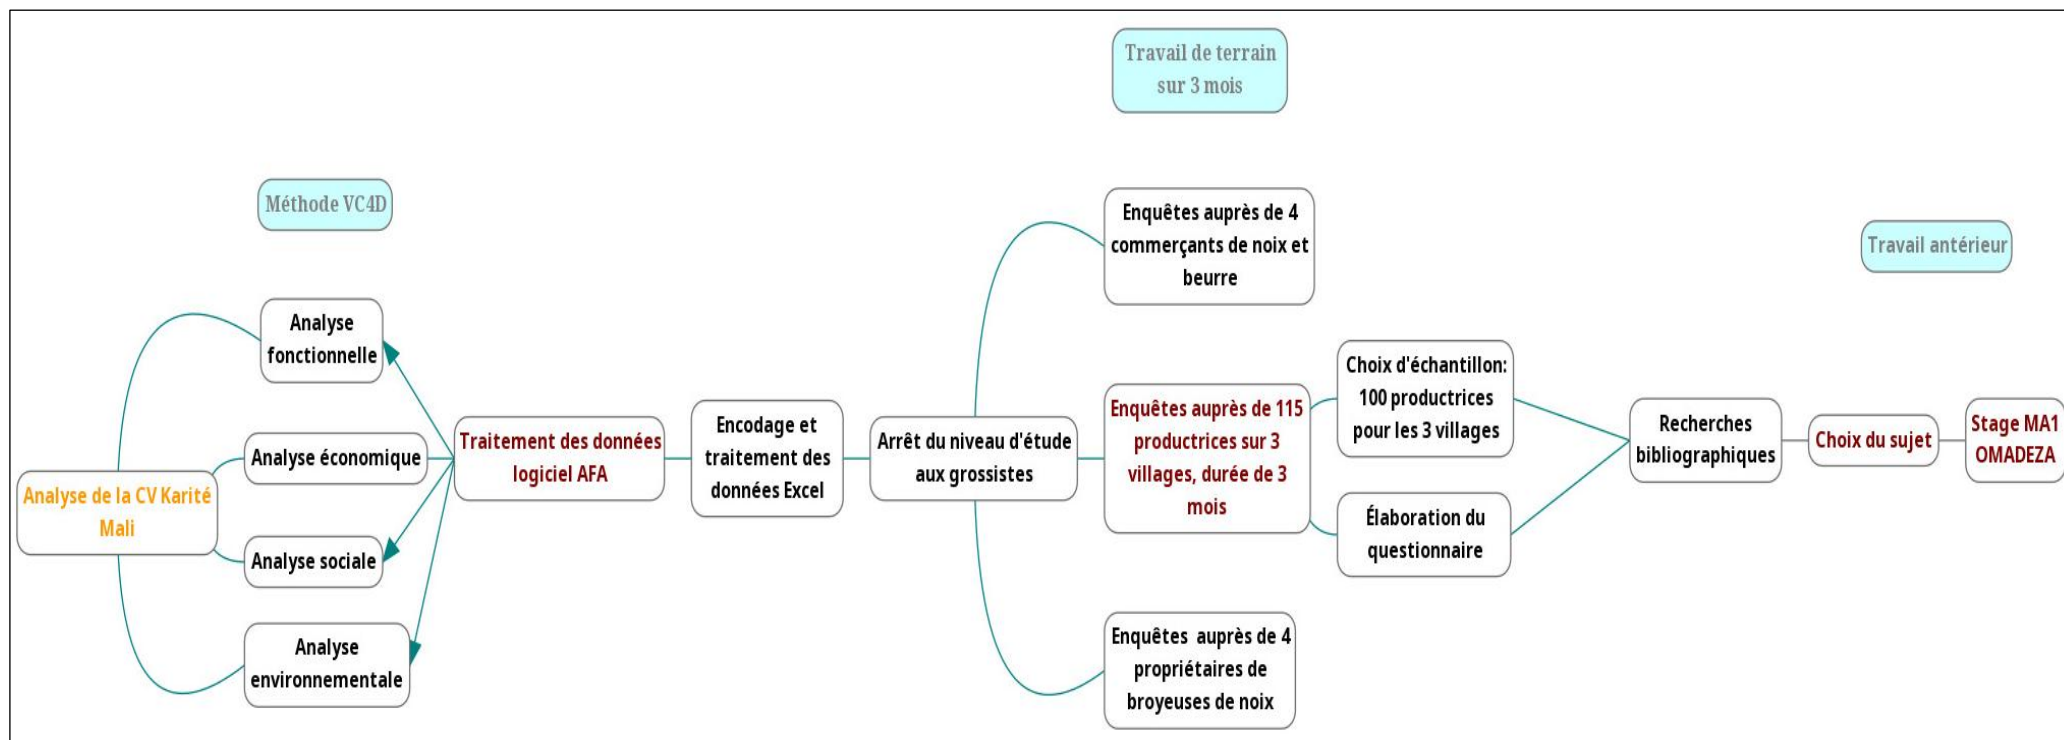 Travail de terrain
sur 3 mois
Méthode VC4D
Travail antérieur
Analyse de la CV Karité
Mali
Analyse
fonctionnelle
Analyse économique
Analyse sociale
Analyse
environnementale
Traitement des données
logiciel AFA
Encodage et
traitement des
données Excel
Arrêt du niveau d'étude
aux grossistes
Enquêtes auprès de 4
commerçants de noix et
beurre
Enquêtes auprès de 115
productrices sur 3
villages, durée de 3
mois
Enquêtes auprès de 4
propriétaires de
broyeuses de noix
Choix d'échantillon:
100 productrices
pour les 3 villages
Élaboration du
questionnaire
Recherches
bibliographiques
Choix du sujet
Stage MA1
OMADEZA